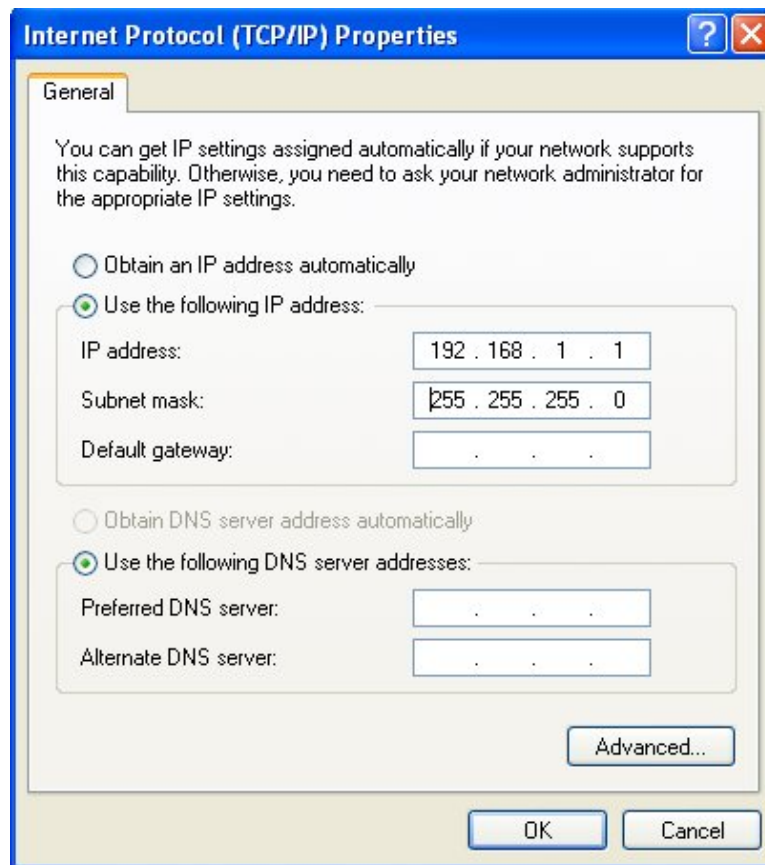 Internet Protocol (TCP/IP) Properties
General
You can get IP settings assigned automatically if your network supports
this capability. Otherwise, you need to ask your network administrator for
the appropriate IP settings.
Obtain an IP address automatically
Use the following IP address:
IP address: 192 . 168 . 1 . 1
Subnet mask: 255 . 255 . 255 . 0
Default gateway: . . .
Obtain DNS server address automatically
Use the following DNS server addresses:
Preferred DNS server: . . .
Alternate DNS server: . . .
Advanced...
OK Cancel